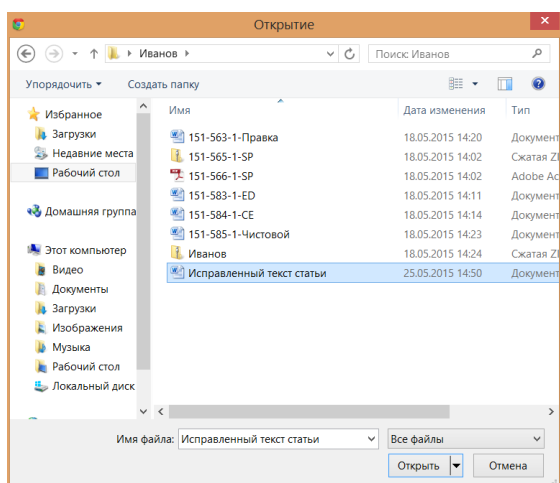 Открытие
Иванов
Поиск: Иванов
Упорядочить Создать папку
Имя Дата изменения Тип
Избранное
Загрузки
Недавние места
Рабочий стол
Домашняя группа
Этот компьютер
Видео
Документы
Загрузки
Изображения
Музыка
Рабочий стол
Локальный диск
151-563-1-Правка 18.05.2015 14:20 Документ
151-565-1-SP 18.05.2015 14:02 Сжатая ZI
151-566-1-SP 18.05.2015 14:02 Adobe Ac
151-583-1-ED 18.05.2015 14:11 Документ
151-584-1-CE 18.05.2015 14:14 Документ
151-585-1-Чистовой 18.05.2015 14:23 Документ
Иванов 18.05.2015 14:24 Сжатая ZI
Исправленный текст статьи 25.05.2015 14:50 Документ
Имя файла: Исправленный текст статьи Все файлы
Открыть Отмена